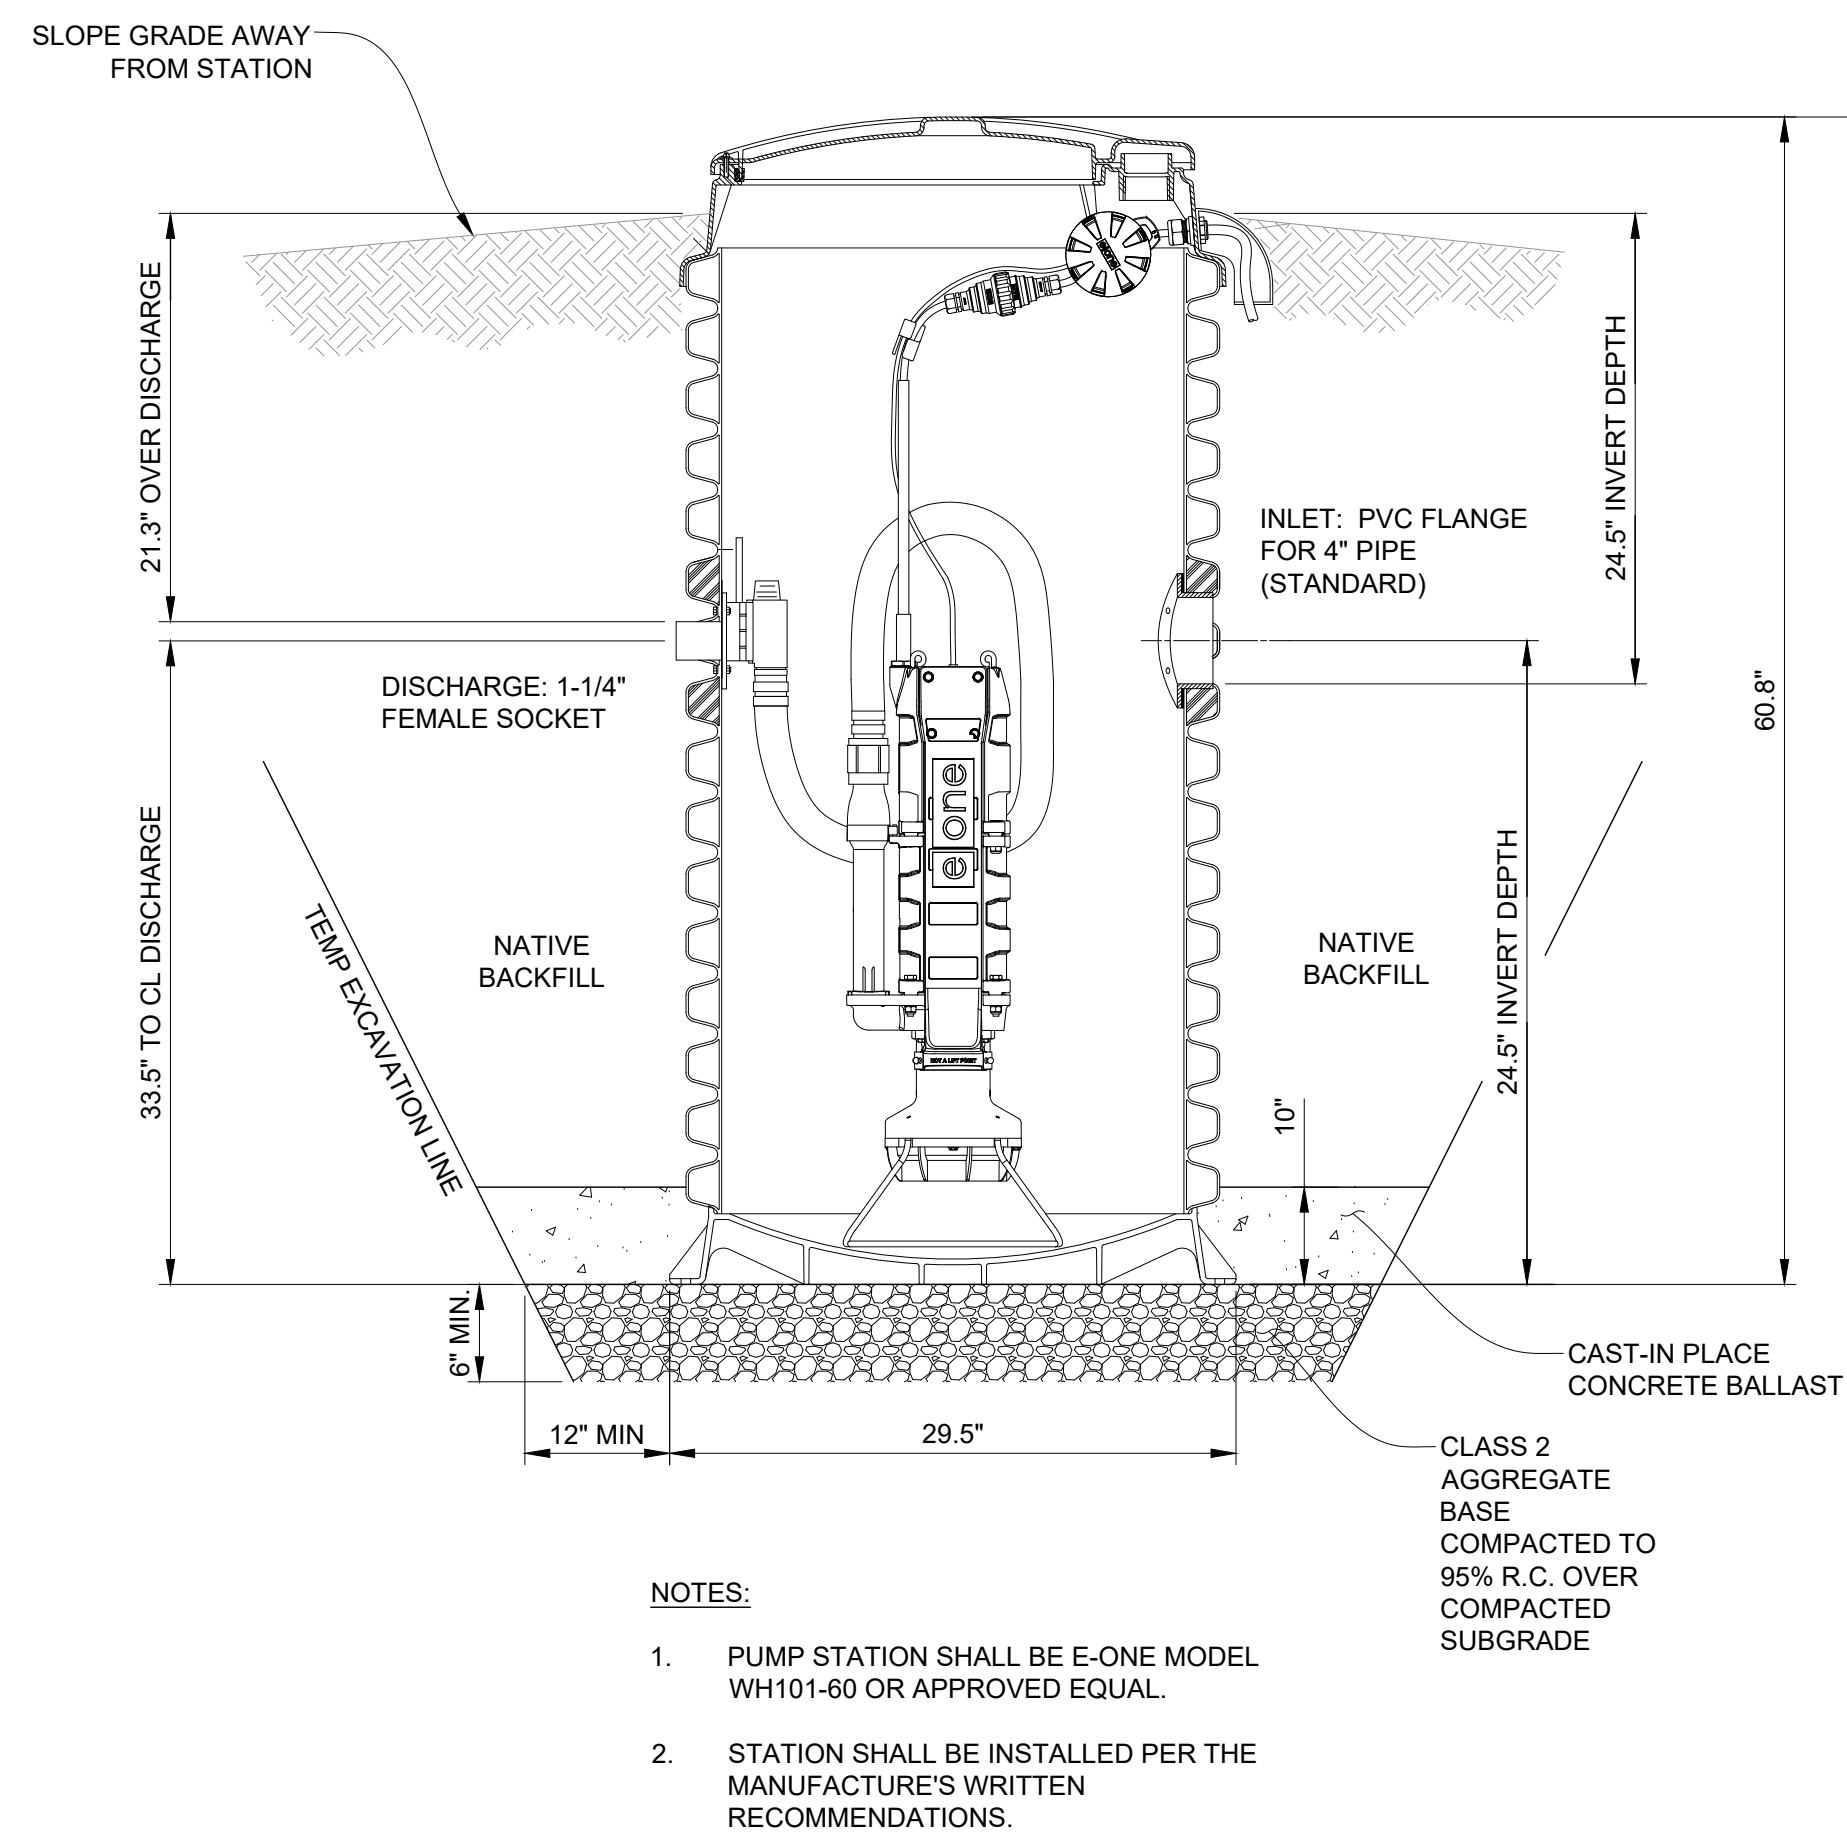 SLOPE GRADE AWAY
FROM STATION
21.3" OVER DISCHARGE
24.5" INVERT DEPTH
INLET: PVC FLANGE
FOR 4" PIPE
(STANDARD)
60.8"
DISCHARGE: 1-1/4"
FEMALE SOCKET
e one
33.5" TO CL DISCHARGE
TEMP EXCAVATION LINE
NATIVE
BACKFILL
NATIVE
BACKFILL
24.5" INVERT DEPTH
NOT A LIFT POINT
10"
6" MIN.
12" MIN
29.5"
CAST-IN PLACE
CONCRETE BALLAST
CLASS 2
AGGREGATE
BASE
COMPACTED TO
95% R.C. OVER
COMPACTED
SUBGRADE
NOTES:
1. PUMP STATION SHALL BE E-ONE MODEL
WH101-60 OR APPROVED EQUAL.
2. STATION SHALL BE INSTALLED PER THE
MANUFACTURE'S WRITTEN
RECOMMENDATIONS.